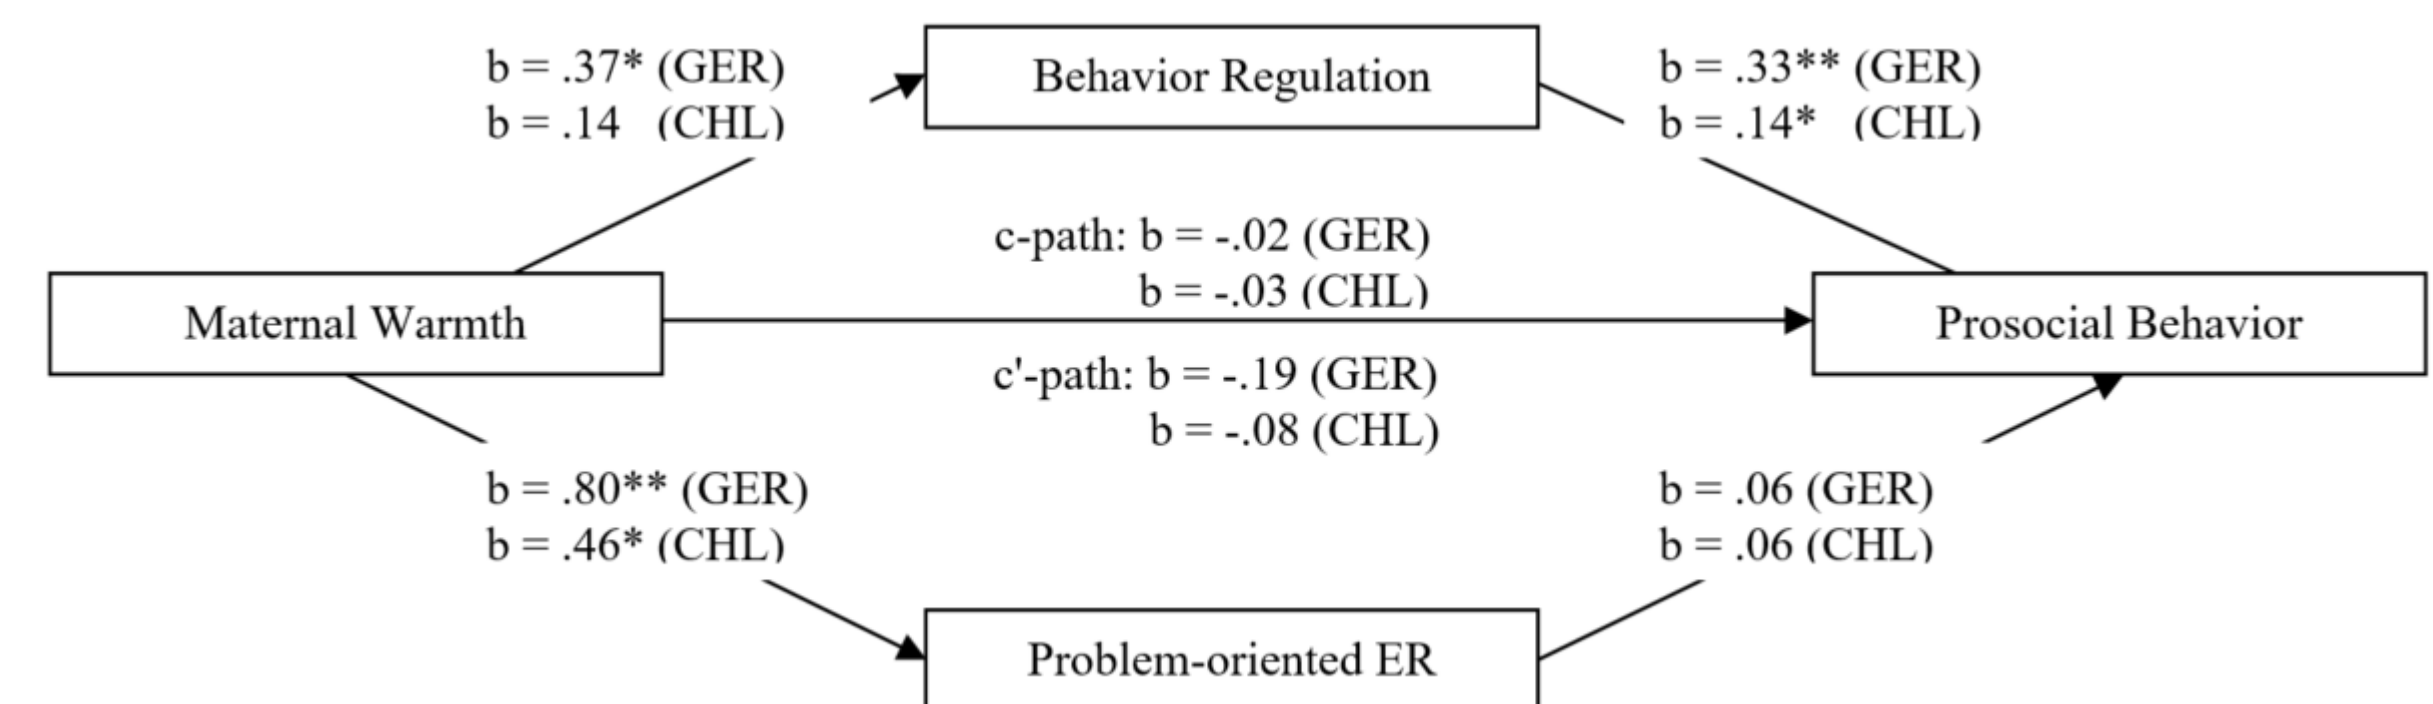 b = .37* (GER)
b = .14 (CHL)
Behavior Regulation
b = .33** (GER)
b = .14* (CHL)
c-path: b = -.02 (GER)
b = -.03 (CHL)
Maternal Warmth
Prosocial Behavior
c'-path: b = -.19 (GER)
b = -.08 (CHL)
b = .80** (GER)
b = .46* (CHL)
b = .06 (GER)
b = .06 (CHL)
Problem-oriented ER